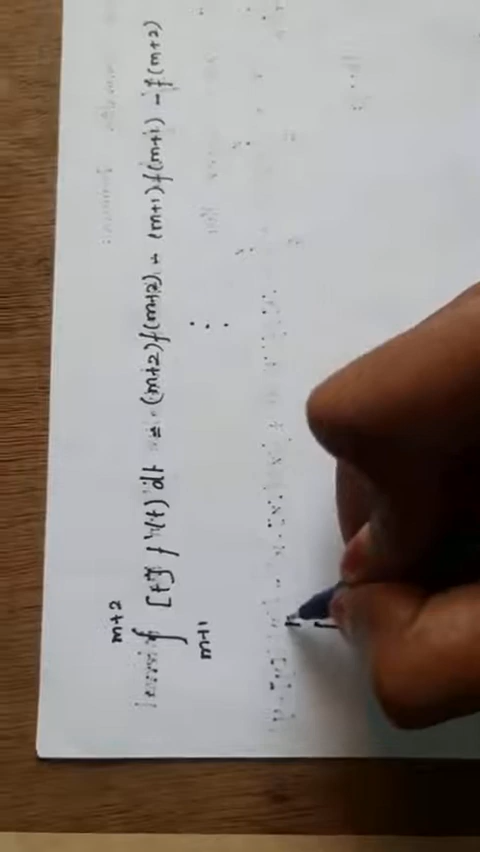 m+2
∫ [t] f'(t) dt = (m+2)f(m+2) - (m+1)f(m+1) - f(m+2)
m+1
⋮